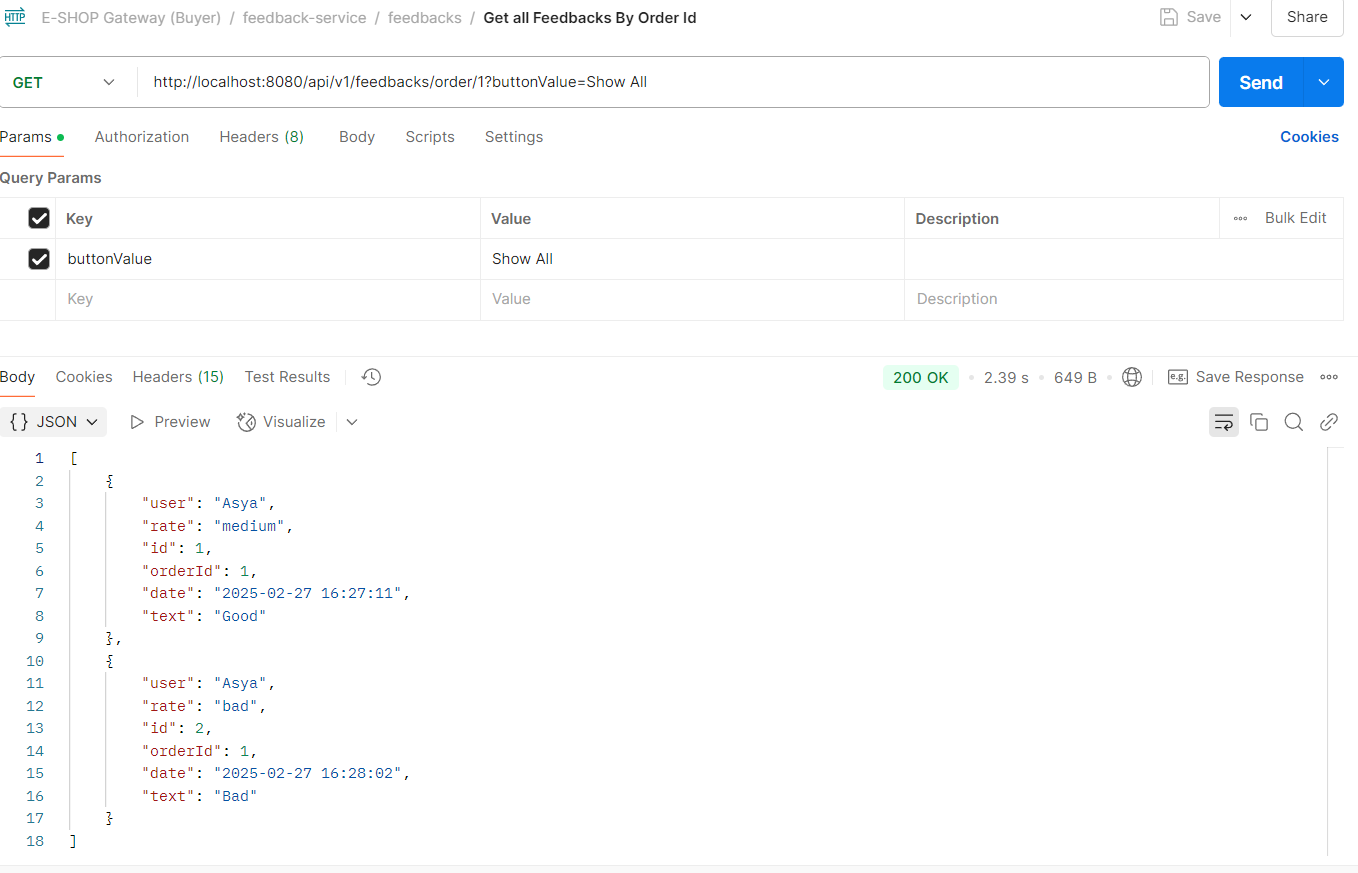 HTTP E-SHOP Gateway (Buyer) / feedback-service / feedbacks / Get all Feedbacks By Order Id Save Share
GET http://localhost:8080/api/v1/feedbacks/order/1?buttonValue=Show All Send
Params Authorization Headers (8) Body Scripts Settings Cookies
Query Params
Key Value Description Bulk Edit
buttonValue Show All
Key Value Description
Body Cookies Headers (15) Test Results 200 OK 2.39 s 649 B e.g. Save Response
{} JSON Preview Visualize
1 [
2 {
3 "user": "Asya",
4 "rate": "medium",
5 "id": 1,
6 "orderId": 1,
7 "date": "2025-02-27 16:27:11",
8 "text": "Good"
9 },
10 {
11 "user": "Asya",
12 "rate": "bad",
13 "id": 2,
14 "orderId": 1,
15 "date": "2025-02-27 16:28:02",
16 "text": "Bad"
17 }
18 ]